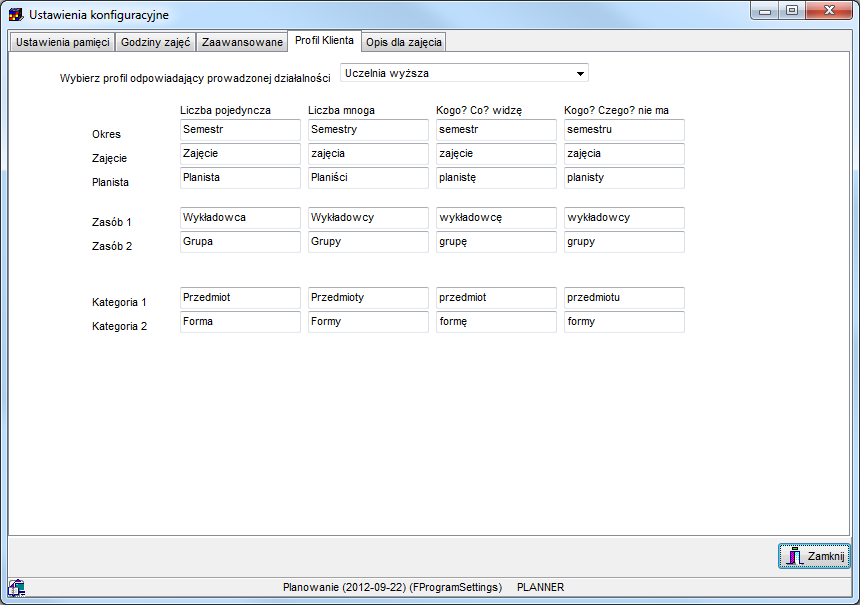 Ustawienia konfiguracyjne
Ustawienia pamięci Godziny zajęć Zaawansowane Profil Klienta Opis dla zajęcia
Wybierz profil odpowiadający prowadzonej działalności Uczelnia wyższa
Liczba pojedyncza Liczba mnoga Kogo? Co? widzę Kogo? Czego? nie ma
Okres Semestr Semestry semestr semestru
Zajęcie Zajęcie zajęcia zajęcie zajęcia
Planista Planista Planiści planistę planisty
Zasób 1 Wykładowca Wykładowcy wykładowcę wykładowcy
Zasób 2 Grupa Grupy grupę grupy
Kategoria 1 Przedmiot Przedmioty przedmiot przedmiotu
Kategoria 2 Forma Formy formę formy
Zamknij
Planowanie (2012-09-22) (FProgramSettings) PLANNER